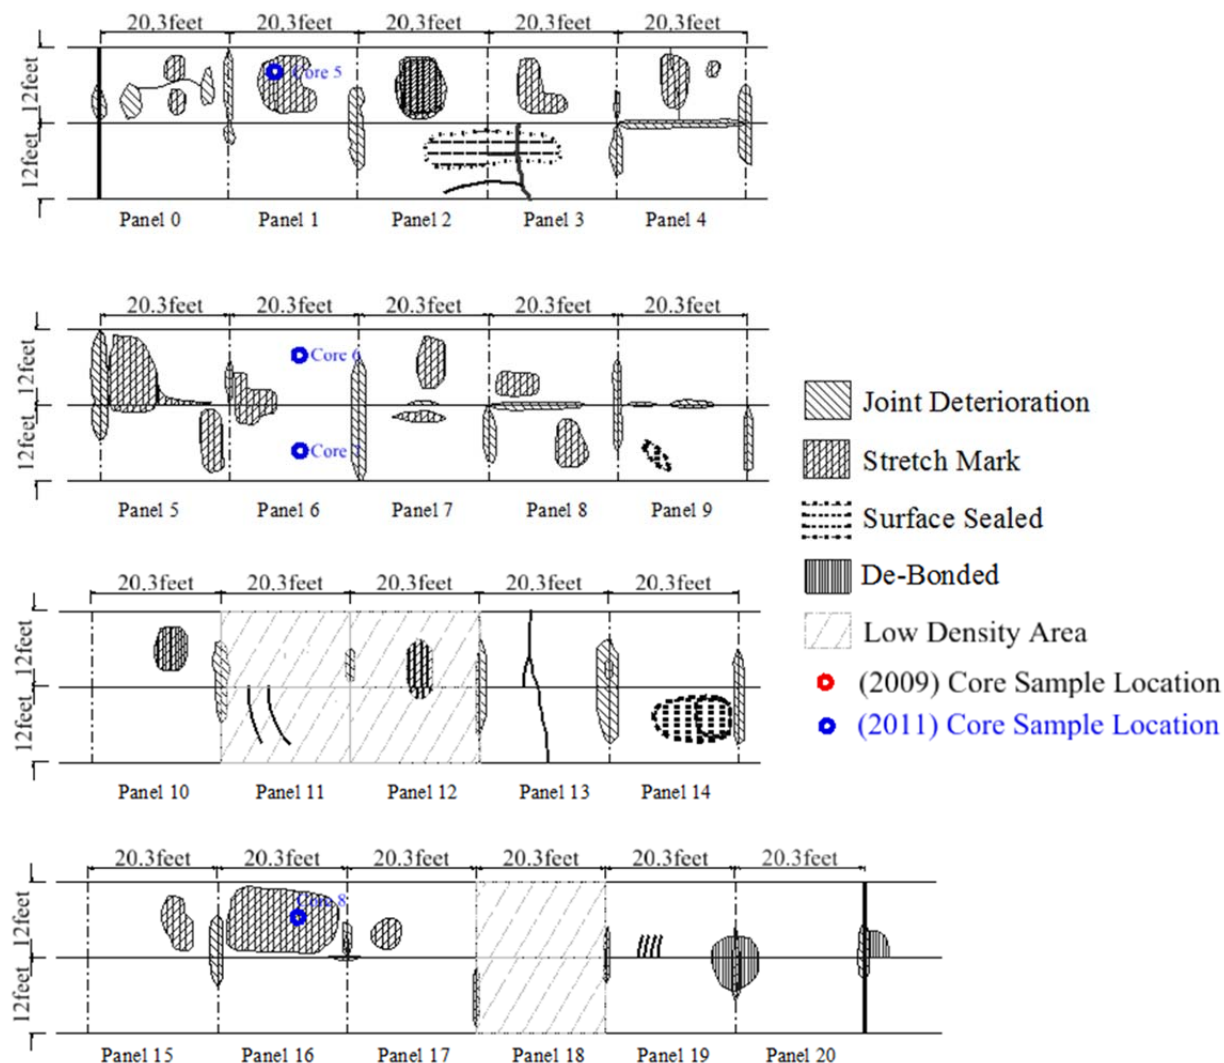 20.3feet 20.3feet 20.3feet 20.3feet 20.3feet
12feet
12feet
Core 5
Panel 0 Panel 1 Panel 2 Panel 3 Panel 4
20.3feet 20.3feet 20.3feet 20.3feet 20.3feet
12feet
12feet
Core 6
Core
Panel 5 Panel 6 Panel 7 Panel 8 Panel 9
20.3feet 20.3feet 20.3feet 20.3feet 20.3feet
12feet
12feet
Panel 10 Panel 11 Panel 12 Panel 13 Panel 14
20.3feet 20.3feet 20.3feet 20.3feet 20.3feet 20.3feet
12feet
12feet
Core 8
Panel 15 Panel 16 Panel 17 Panel 18 Panel 19 Panel 20
Joint Deterioration
Stretch Mark
Surface Sealed
De-Bonded
Low Density Area
(2009) Core Sample Location
(2011) Core Sample Location